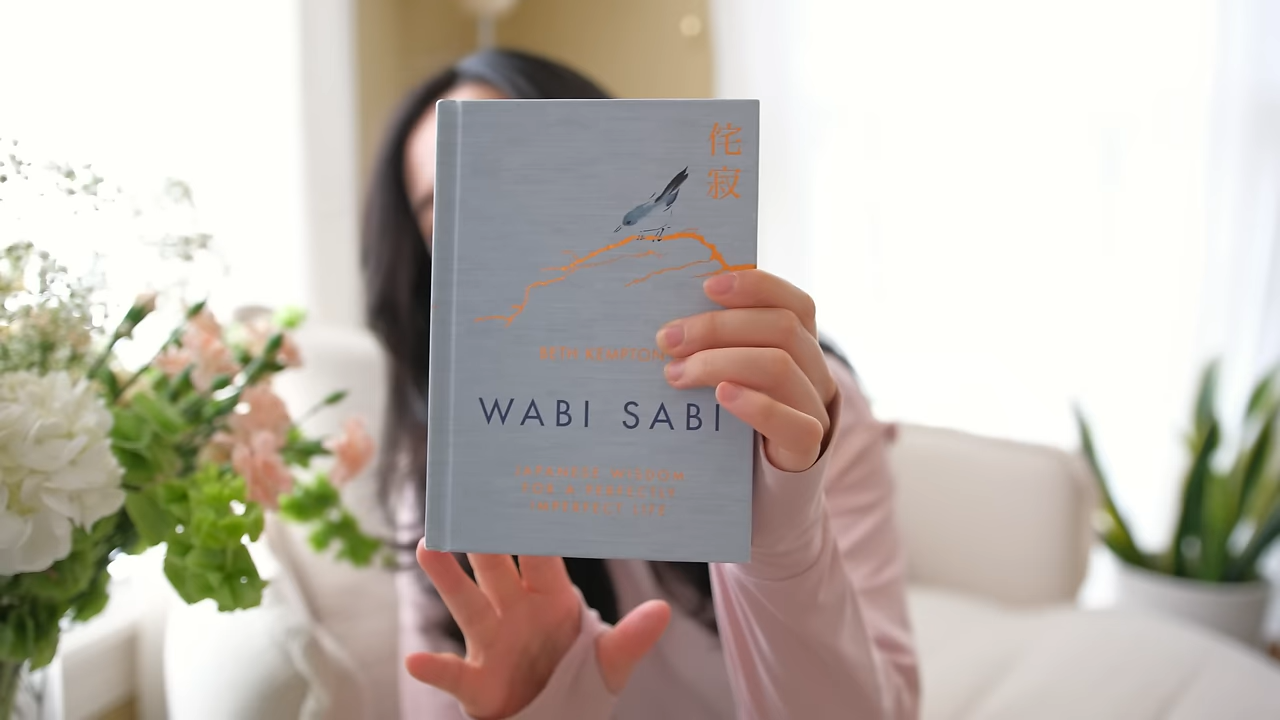 侘
寂
BETH KEMPTON
WABI SABI
JAPANESE WISDOM
FOR A PERFECTLY
IMPERFECT LIFE